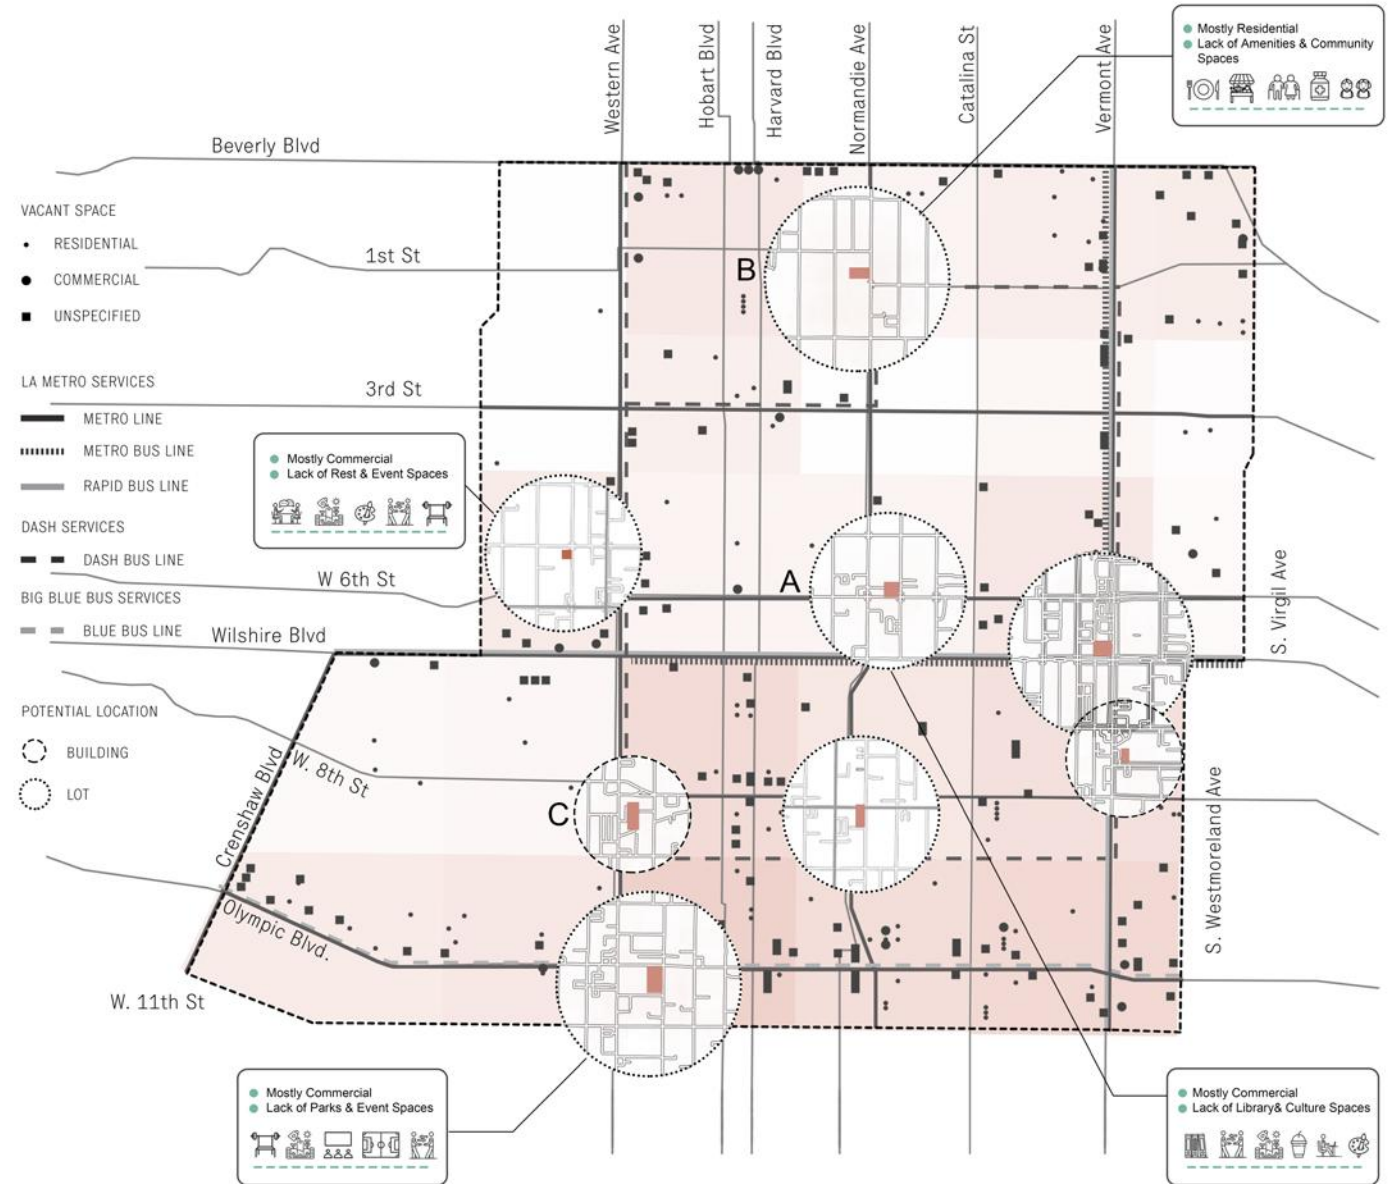 Western Ave
Hobart Blvd
Harvard Blvd
Normandie Ave
Catalina St
Vermont Ave
Mostly Residential
Lack of Amenities & Community
Spaces
Beverly Blvd
VACANT SPACE
RESIDENTIAL
COMMERCIAL
UNSPECIFIED
1st St
B
LA METRO SERVICES
METRO LINE
METRO BUS LINE
RAPID BUS LINE
3rd St
Mostly Commercial
Lack of Rest & Event Spaces
DASH SERVICES
DASH BUS LINE
BIG BLUE BUS SERVICES
BLUE BUS LINE
W 6th St
Wilshire Blvd
A
S. Virgil Ave
POTENTIAL LOCATION
BUILDING
LOT
Crenshaw Blvd
W. 8th St
C
S. Westmoreland Ave
Olympic Blvd.
W. 11th St
Mostly Commercial
Lack of Parks & Event Spaces
Mostly Commercial
Lack of Library& Culture Spaces